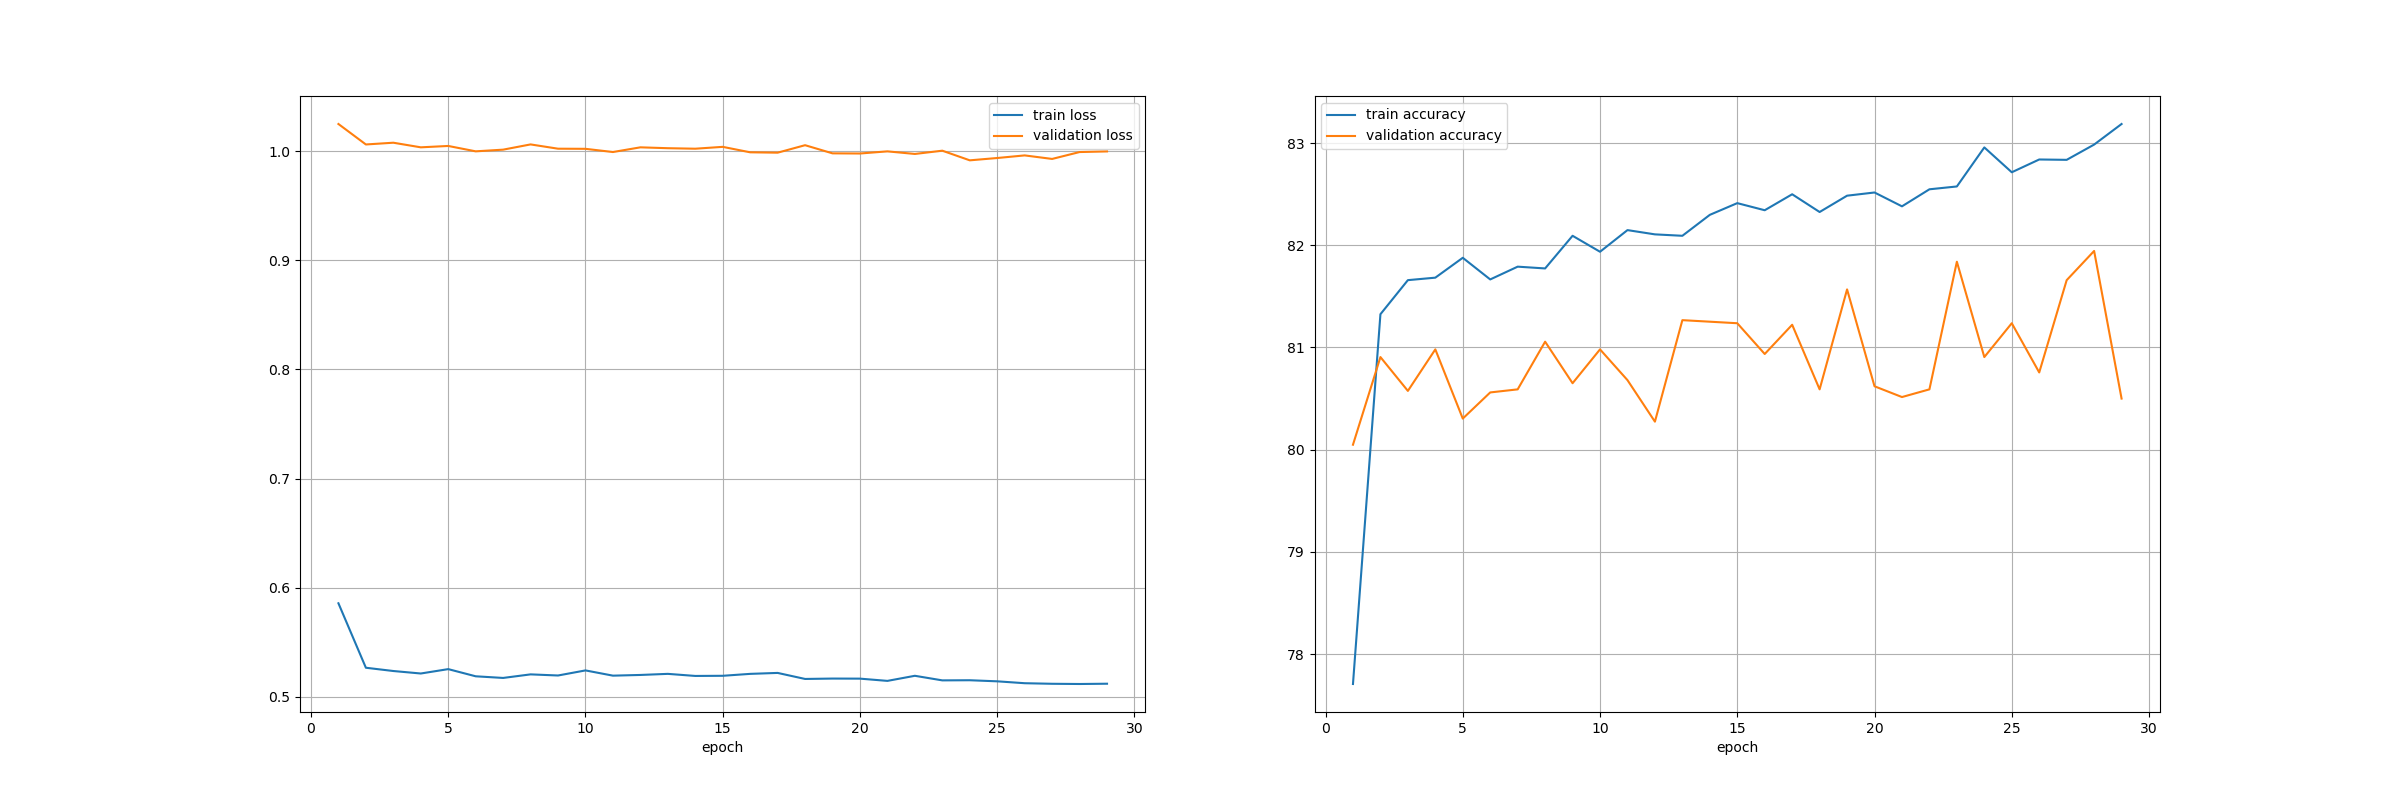 train loss
validation loss
1.0
0.9
0.8
0.7
0.6
0.5
0 5 10 15 20 25 30
epoch
train accuracy
validation accuracy
83
82
81
80
79
78
0 5 10 15 20 25 30
epoch